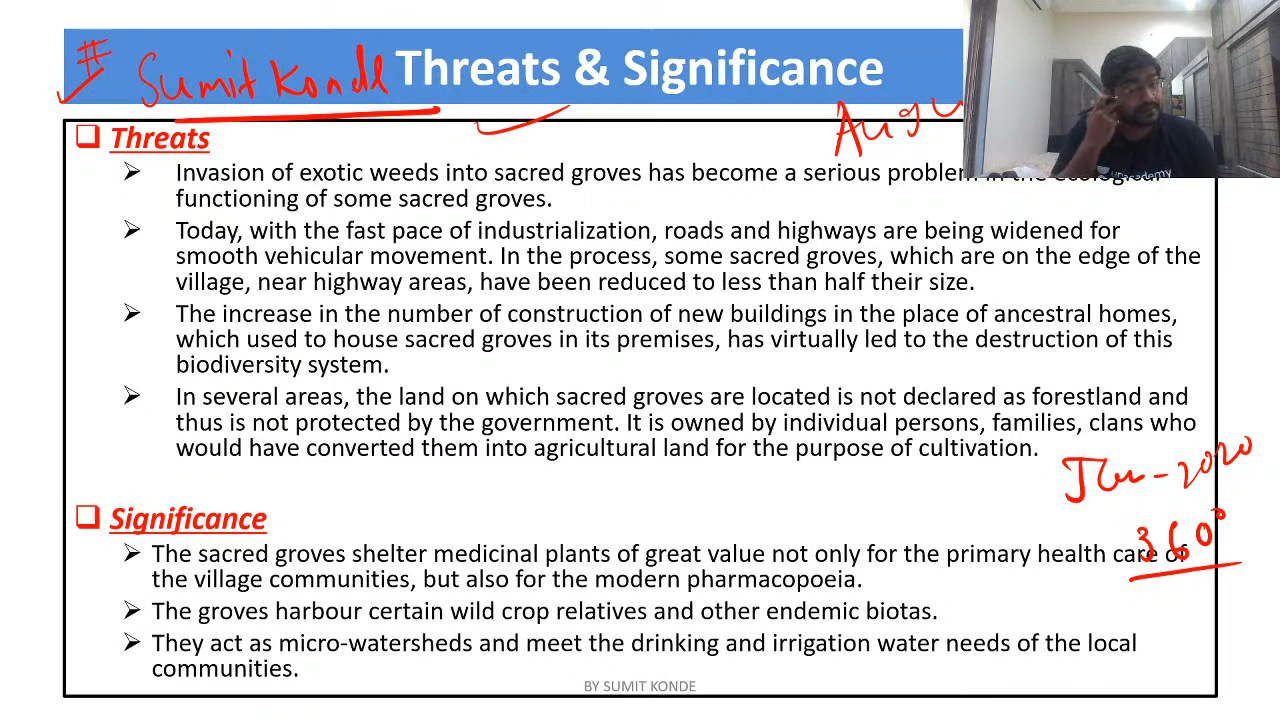 # Sumit Konde Threats & Significance
Threats
Invasion of exotic weeds into sacred groves has become a serious problem in the ecological
functioning of some sacred groves.
Today, with the fast pace of industrialization, roads and highways are being widened for
smooth vehicular movement. In the process, some sacred groves, which are on the edge of the
village, near highway areas, have been reduced to less than half their size.
The increase in the number of construction of new buildings in the place of ancestral homes,
which used to house sacred groves in its premises, has virtually led to the destruction of this
biodiversity system.
In several areas, the land on which sacred groves are located is not declared as forestland and
thus is not protected by the government. It is owned by individual persons, families, clans who
would have converted them into agricultural land for the purpose of cultivation.
2020
360°
Significance
The sacred groves shelter medicinal plants of great value not only for the primary health care of
the village communities, but also for the modern pharmacopoeia.
The groves harbour certain wild crop relatives and other endemic biotas.
They act as micro-watersheds and meet the drinking and irrigation water needs of the local
communities.
BY SUMIT KONDE